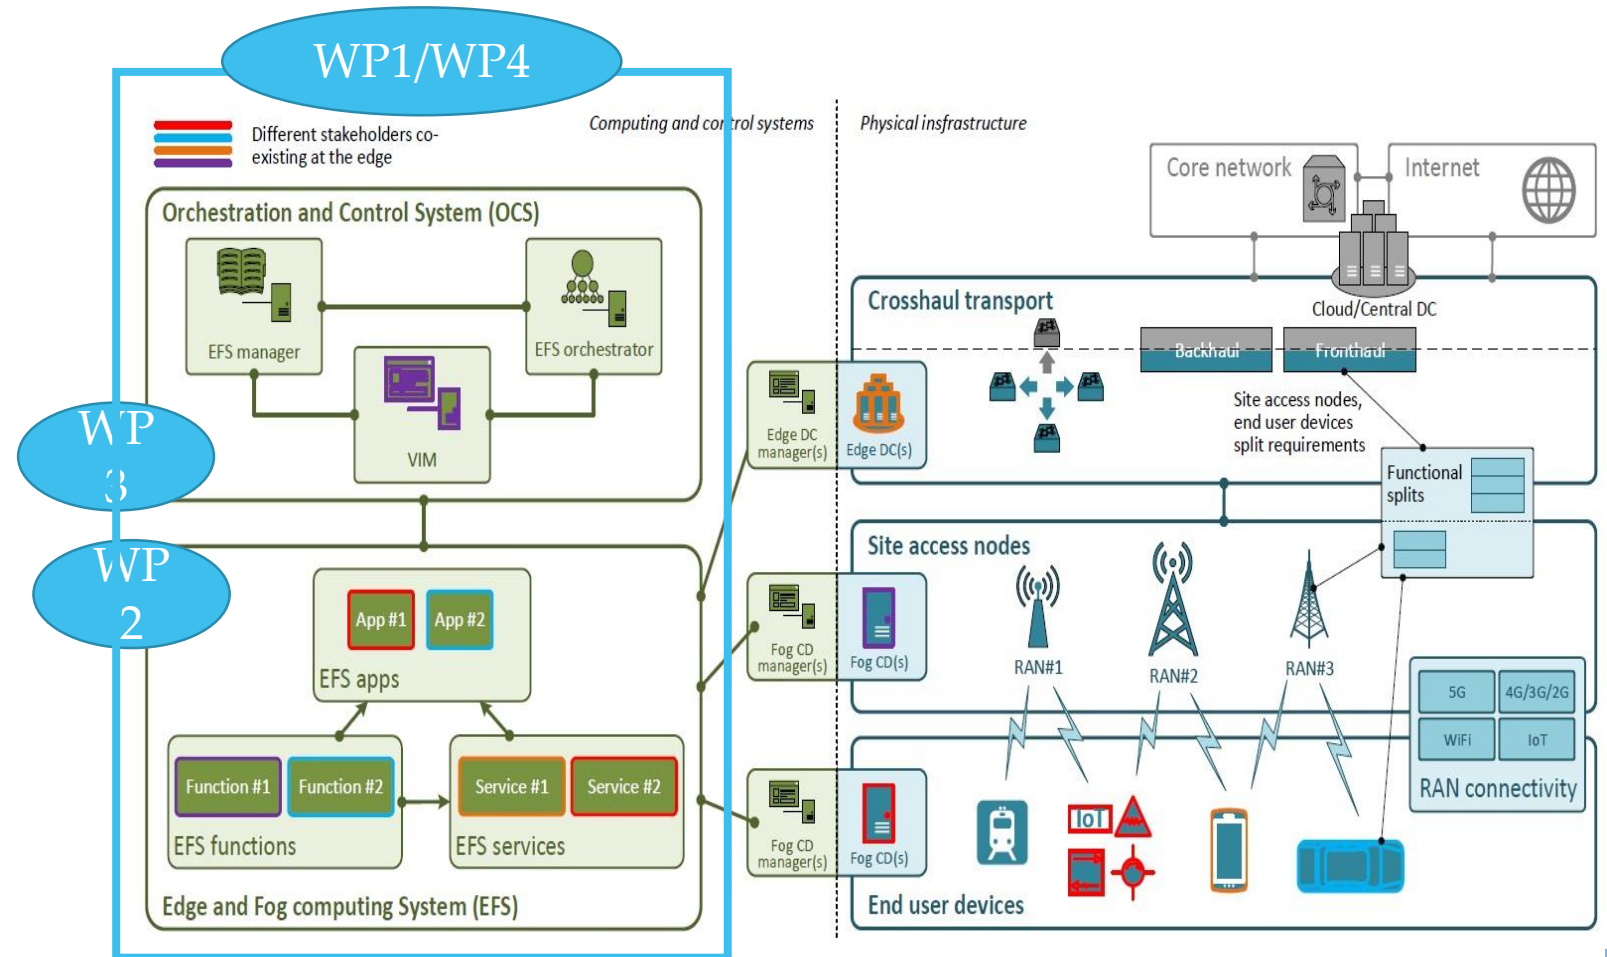 WP1/WP4
Different stakeholders co-
existing at the edge
Computing and control systems
Physical insfrastructure
Orchestration and Control System (OCS)
EFS manager
EFS orchestrator
VIM
WP
3
WP
2
App #1
App #2
EFS apps
Function #1
Function #2
EFS functions
Service #1
Service #2
EFS services
Edge and Fog computing System (EFS)
Edge DC
manager(s)
Edge DC(s)
Fog CD
manager(s)
Fog CD(s)
Fog CD
manager(s)
Fog CD(s)
Core network
Internet
Cloud/Central DC
Crosshaul transport
Backhaul
Fronthaul
Site access nodes,
end user devices
split requirements
Functional
splits
Site access nodes
RAN#1
RAN#2
RAN#3
5G
4G/3G/2G
WiFi
IoT
RAN connectivity
IoT
End user devices